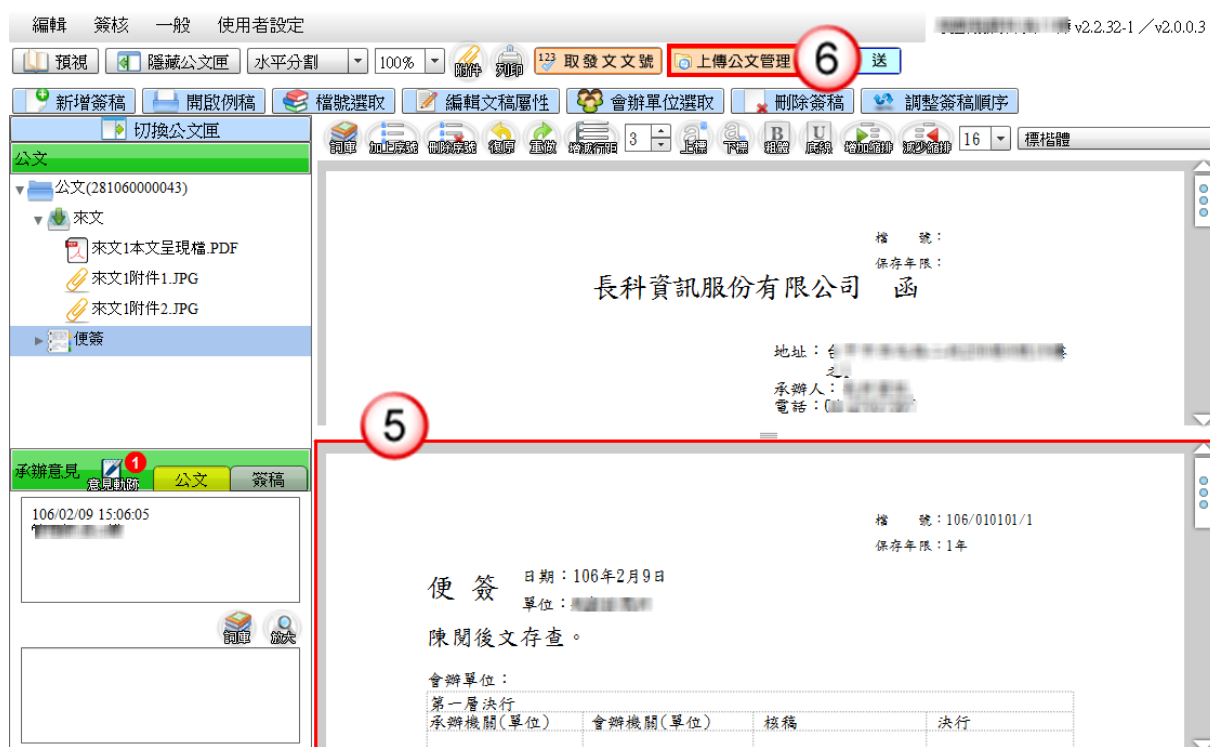 編輯 簽核 一般 使用者設定 v2.2.32-1／v2.0.0.3
預視 隱藏公文匣 水平分割 100% 附件 列印 123 取發文文號 上傳公文管理 6 送
新增簽稿 開啟例稿 檔號選取 編輯文稿屬性 會辦單位選取 刪除簽稿 調整簽稿順序
切換公文匣
詞庫 加上底線 刪除底線 復原 重做 3 上標 下標 B 粗體 U 底線 增加縮排 減少縮排 16 標楷體
公文
公文(281060000043)
來文
來文1本文呈現檔.PDF
來文1附件1.JPG
來文1附件2.JPG
便簽
檔 號：
保存年限：
長科資訊股份有限公司 函
地址：台
之
承辦人：
電話：(
5
承辦意見 意見軌跡 1 公文 簽稿
106/02/09 15:06:05
詞庫 放大
檔 號：106/010101/1
保存年限：1年
便簽 日期：106年2月9日
單位：
陳閱後文存查。
會辦單位：
第一層決行
承辦機關(單位) 會辦機關(單位) 核稿 決行